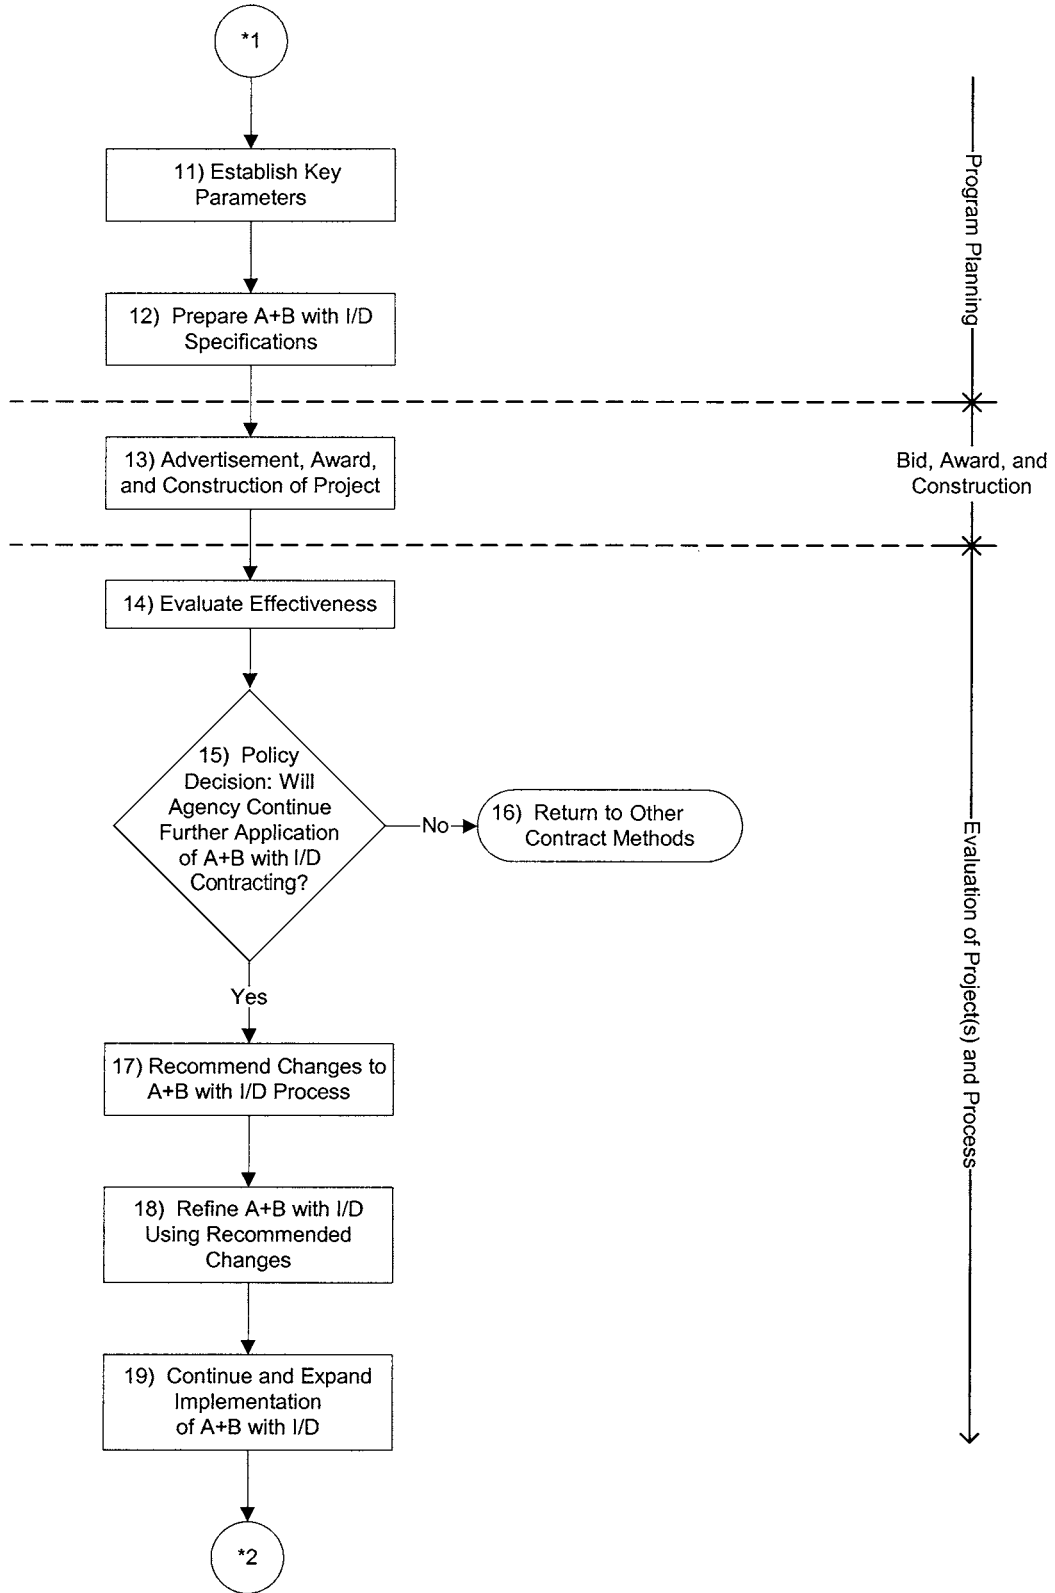 *1
11) Establish Key
Parameters
Program Planning
12) Prepare A+B with I/D
Specifications
13) Advertisement, Award,
and Construction of Project
Bid, Award, and
Construction
14) Evaluate Effectiveness
15) Policy
Decision: Will
Agency Continue
Further Application
of A+B with I/D
Contracting?
No
16) Return to Other
Contract Methods
Evaluation of Project(s) and Process
Yes
17) Recommend Changes to
A+B with I/D Process
18) Refine A+B with I/D
Using Recommended
Changes
19) Continue and Expand
Implementation
of A+B with I/D
*2